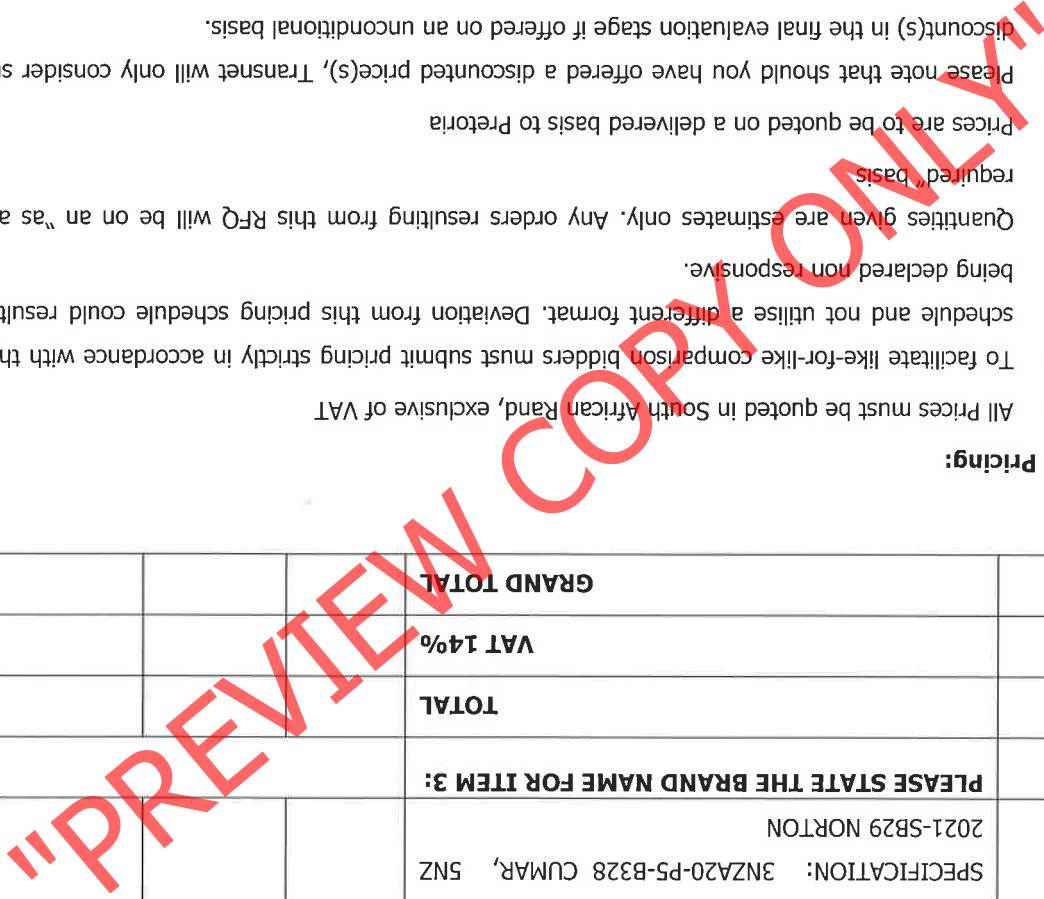 SPECIFICATION: 3NZA20-P5-B328 CUMAR, 5NZ
2021-SB29 NORTON
PLEASE STATE THE BRAND NAME FOR ITEM 3:
TOTAL
VAT 14%
GRAND TOTAL
Pricing:
All Prices must be quoted in South African Rand, exclusive of VAT
To facilitate like-for-like comparison bidders must submit pricing strictly in accordance with th
schedule and not utilise a different format. Deviation from this pricing schedule could result
being declared non responsive.
Quantities given are estimates only. Any orders resulting from this RFQ will be on an "as a
required" basis
Prices are to be quoted on a delivered basis to Pretoria
Please note that should you have offered a discounted price(s), Transnet will only consider s
discount(s) in the final evaluation stage if offered on an unconditional basis.
"PREVIEW COPY ONLY"